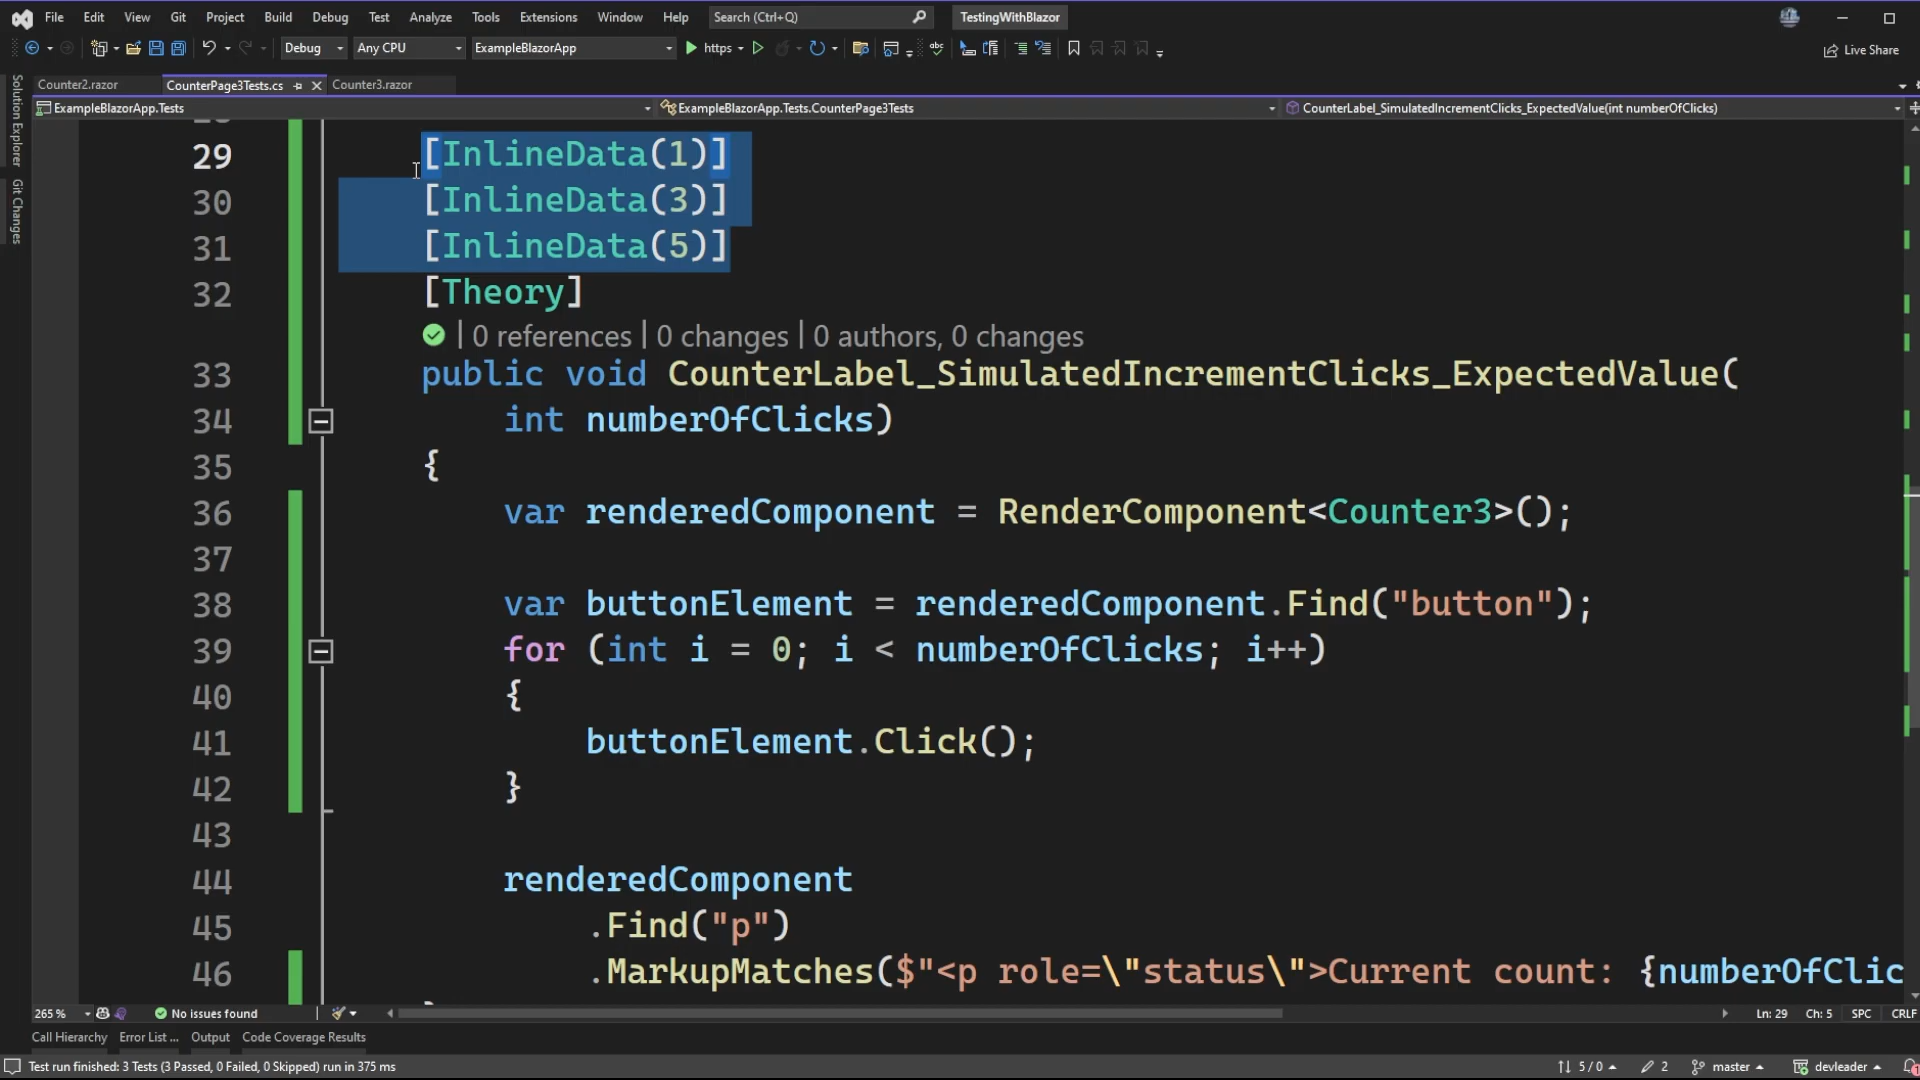 File Edit View Git Project Build Debug Test Analyze Tools Extensions Window Help Search (Ctrl+Q) TestingWithBlazor
Debug Any CPU ExampleBlazorApp https Live Share
Counter2.razor CounterPage3Tests.cs Counter3.razor
ExampleBlazorApp.Tests ExampleBlazorApp.Tests.CounterPage3Tests CounterLabel_SimulatedIncrementClicks_ExpectedValue(int numberOfClicks)
Solution Explorer
Git Changes
29 [InlineData(1)]
30 [InlineData(3)]
31 [InlineData(5)]
32 [Theory]
| 0 references | 0 changes | 0 authors, 0 changes
33 public void CounterLabel_SimulatedIncrementClicks_ExpectedValue(
34 int numberOfClicks)
35 {
36 var renderedComponent = RenderComponent<Counter3>();
37
38 var buttonElement = renderedComponent.Find("button");
39 for (int i = 0; i < numberOfClicks; i++)
40 {
41 buttonElement.Click();
42 }
43
44 renderedComponent
45 .Find("p")
46 .MarkupMatches($"<p role=\"status\">Current count: {numberOfClic
265 % No issues found Ln: 29 Ch: 5 SPC CRLF
Call Hierarchy Error List ... Output Code Coverage Results
Test run finished: 3 Tests (3 Passed, 0 Failed, 0 Skipped) run in 375 ms 5 / 0 2 master devleader